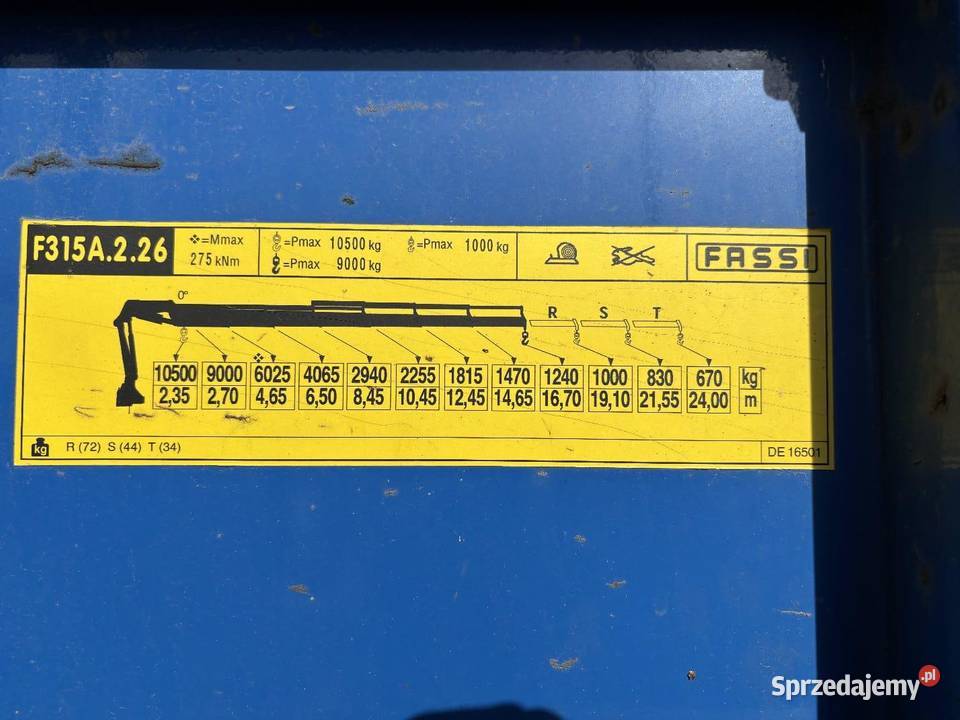 F315A.2.26
❖=Mmax
275 kNm
=Pmax 10500 kg
=Pmax 9000 kg
=Pmax 1000 kg
FASSI
0°
R S T
❖
10500 9000 6025 4065 2940 2255 1815 1470 1240 1000 830 670 kg
2,35 2,70 4,65 6,50 8,45 10,45 12,45 14,65 16,70 19,10 21,55 24,00 m
kg R (72) S (44) T (34)
DE 16501
Sprzedajemy.pl